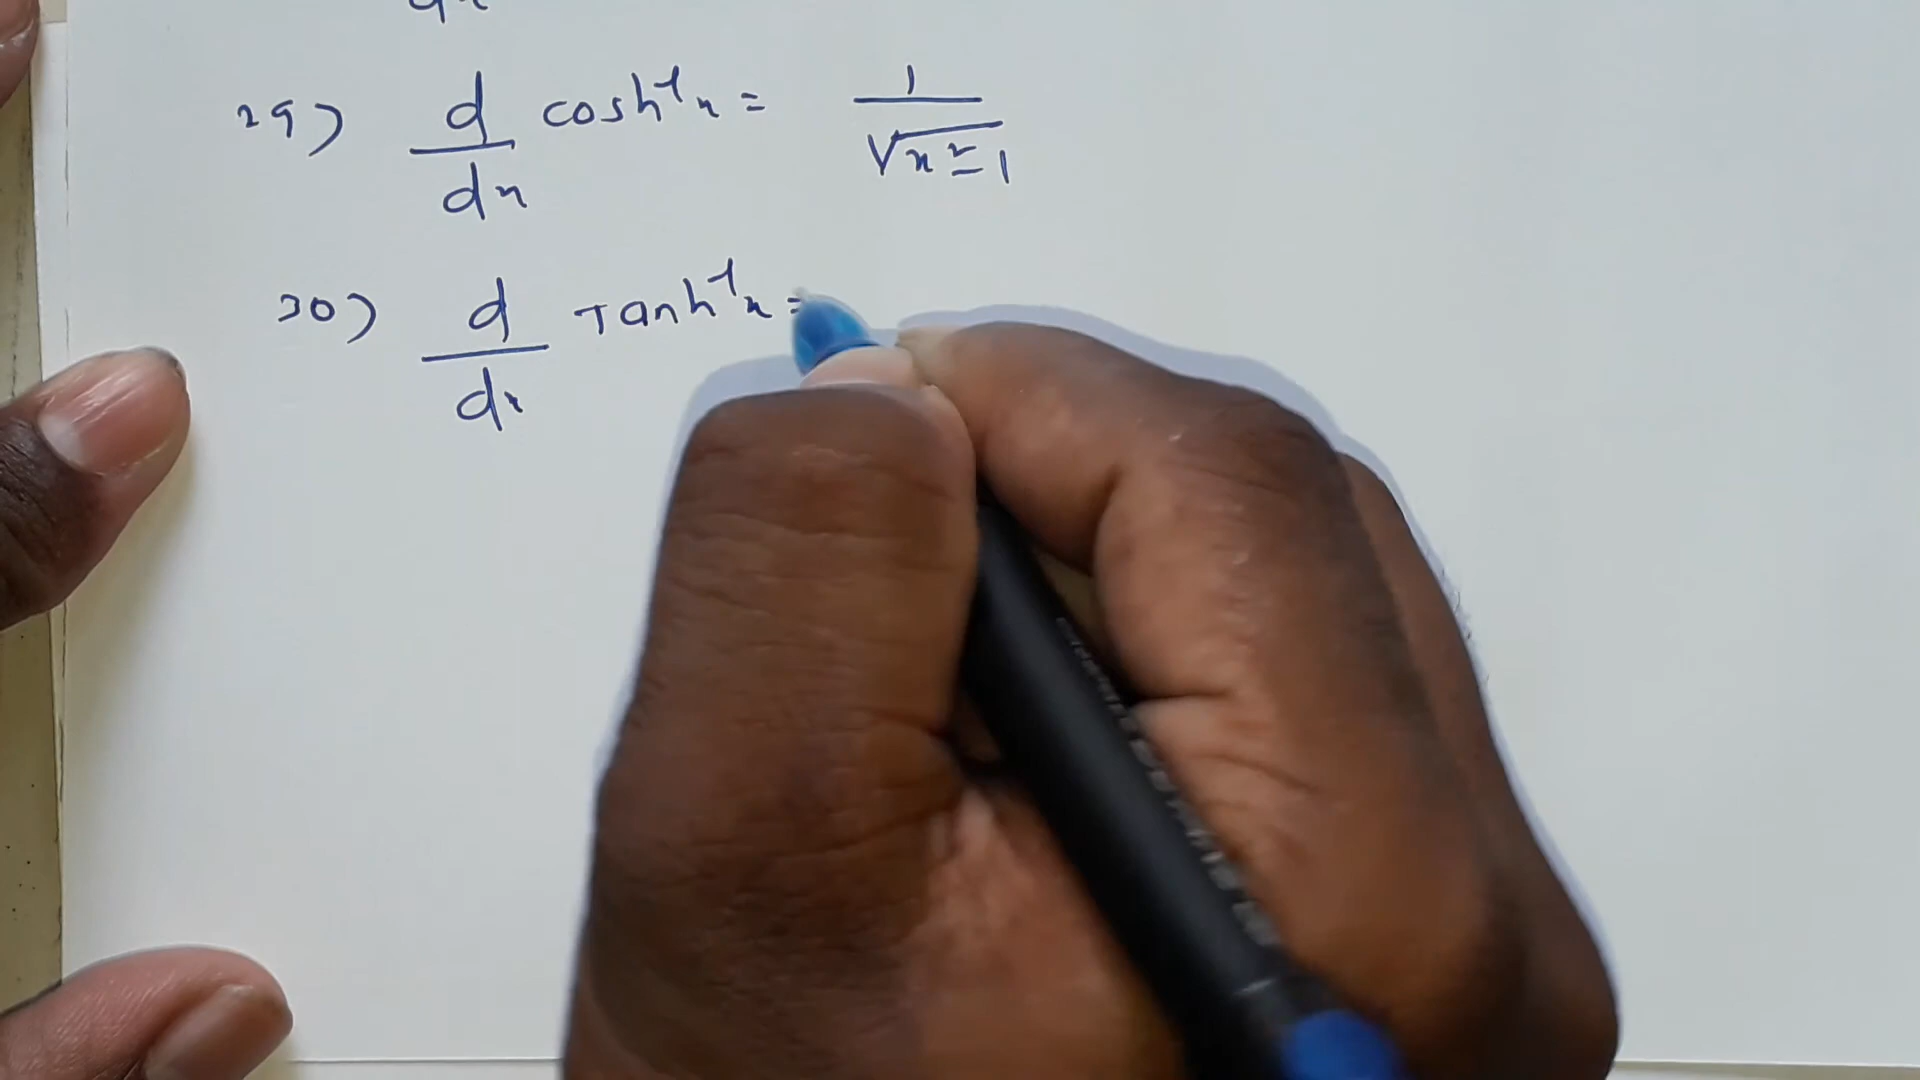 29) d/dx cosh⁻¹x = 1/√x²-1
30) d/dx Tanh⁻¹x =